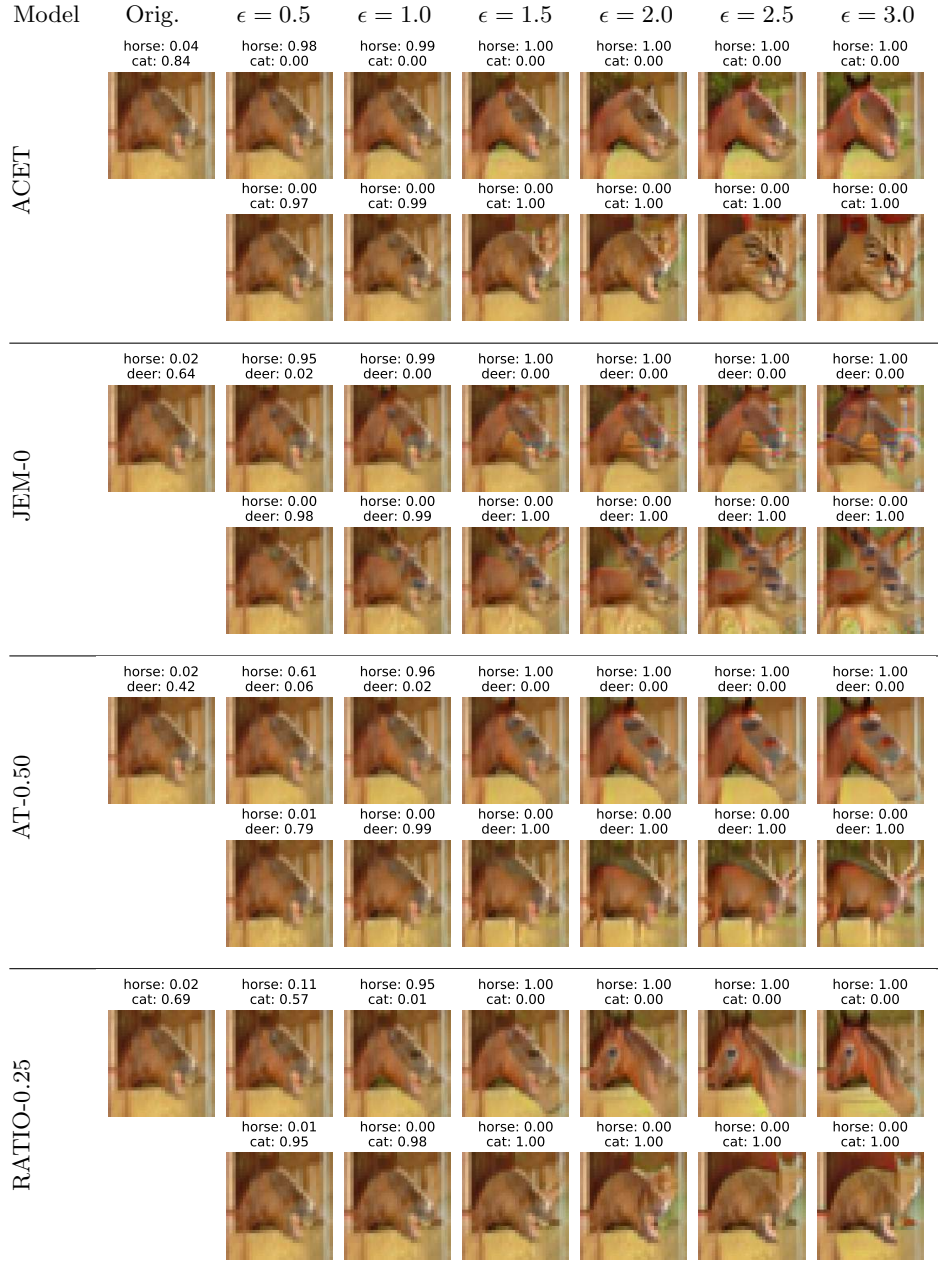 Model Orig. ϵ = 0.5 ϵ = 1.0 ϵ = 1.5 ϵ = 2.0 ϵ = 2.5 ϵ = 3.0
ACET
horse: 0.04 horse: 0.98 horse: 0.99 horse: 1.00 horse: 1.00 horse: 1.00 horse: 1.00
cat: 0.84 cat: 0.00 cat: 0.00 cat: 0.00 cat: 0.00 cat: 0.00 cat: 0.00
horse: 0.00 horse: 0.00 horse: 0.00 horse: 0.00 horse: 0.00 horse: 0.00
cat: 0.97 cat: 0.99 cat: 1.00 cat: 1.00 cat: 1.00 cat: 1.00
JEM-0
horse: 0.02 horse: 0.95 horse: 0.99 horse: 1.00 horse: 1.00 horse: 1.00 horse: 1.00
deer: 0.64 deer: 0.02 deer: 0.00 deer: 0.00 deer: 0.00 deer: 0.00 deer: 0.00
horse: 0.00 horse: 0.00 horse: 0.00 horse: 0.00 horse: 0.00 horse: 0.00
deer: 0.98 deer: 0.99 deer: 1.00 deer: 1.00 deer: 1.00 deer: 1.00
AT-0.50
horse: 0.02 horse: 0.61 horse: 0.96 horse: 1.00 horse: 1.00 horse: 1.00 horse: 1.00
deer: 0.42 deer: 0.06 deer: 0.02 deer: 0.00 deer: 0.00 deer: 0.00 deer: 0.00
horse: 0.01 horse: 0.00 horse: 0.00 horse: 0.00 horse: 0.00 horse: 0.00
deer: 0.79 deer: 0.99 deer: 1.00 deer: 1.00 deer: 1.00 deer: 1.00
RATIO-0.25
horse: 0.02 horse: 0.11 horse: 0.95 horse: 1.00 horse: 1.00 horse: 1.00 horse: 1.00
cat: 0.69 cat: 0.57 cat: 0.01 cat: 0.00 cat: 0.00 cat: 0.00 cat: 0.00
horse: 0.01 horse: 0.00 horse: 0.00 horse: 0.00 horse: 0.00 horse: 0.00
cat: 0.95 cat: 0.98 cat: 1.00 cat: 1.00 cat: 1.00 cat: 1.00